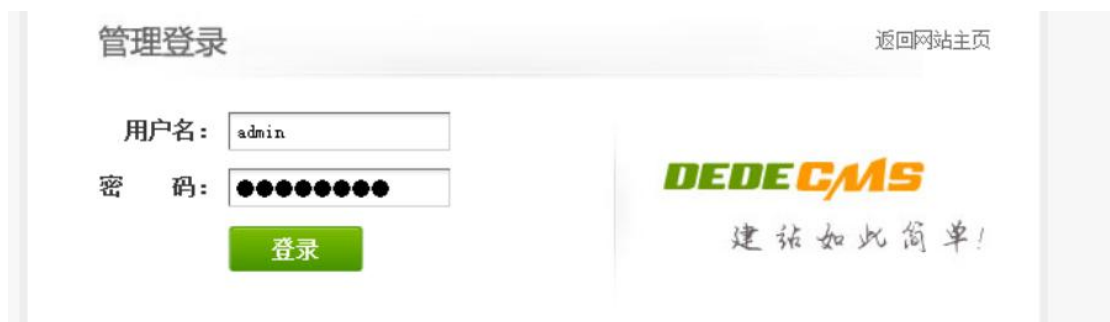 管理登录 返回网站主页
用户名： admin
密 码： ●●●●●●●●
DEDECMS
建站如此简单!
登录